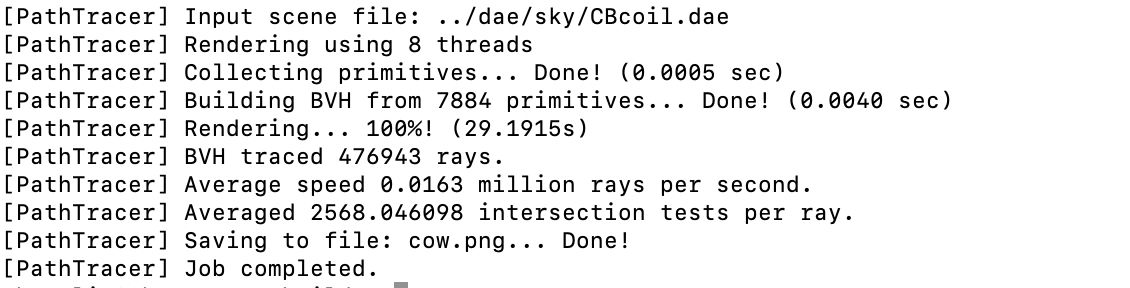 [PathTracer] Input scene file: ../dae/sky/CBcoil.dae
[PathTracer] Rendering using 8 threads
[PathTracer] Collecting primitives... Done! (0.0005 sec)
[PathTracer] Building BVH from 7884 primitives... Done! (0.0040 sec)
[PathTracer] Rendering... 100%! (29.1915s)
[PathTracer] BVH traced 476943 rays.
[PathTracer] Average speed 0.0163 million rays per second.
[PathTracer] Averaged 2568.046098 intersection tests per ray.
[PathTracer] Saving to file: cow.png... Done!
[PathTracer] Job completed.